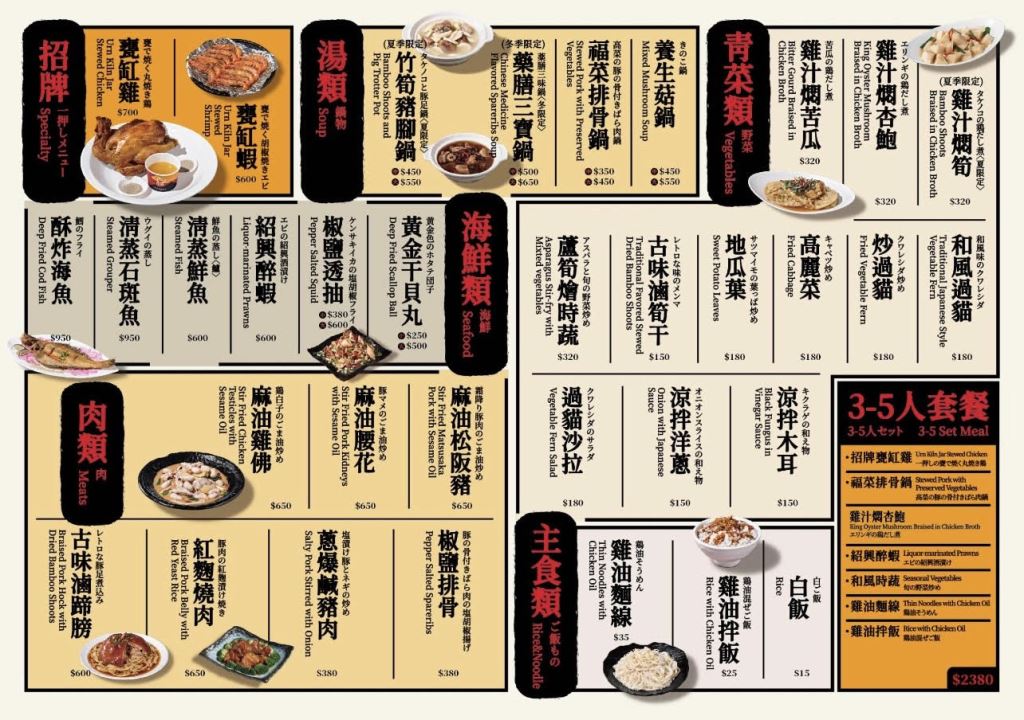 招牌
一押しメニュー
Specialty
甕で焼く丸焼き鶏
甕缸雞
Urn Kiln Jar
Stewed Chicken
$700
甕で焼く胡椒焼きエビ
甕缸蝦
Urn Kiln Jar
Stewed
Shrimp
$600
湯類
鍋物
Soup
(夏季限定)
タケノコと豚足鍋〈夏限定〉
竹筍豬腳鍋
Bamboo Shoots and
Pig Trotter Pot
$450
$550
(冬季限定)
薬膳三味鍋〈冬限定〉
藥膳三寶鍋
Chinese Medicine
Flavored Spareribs Soup
$500
$650
高菜の豚の骨付きばら肉鍋
福菜排骨鍋
Stewed Pork with Preserved
Vegetables
$350
$450
きのこ鍋
養生菇鍋
Mixed Mushroom Soup
$450
$550
青菜類
野菜
Vegetables
苦瓜の鶏だし煮
雞汁燜苦瓜
Bitter Gourd Braised in
Chicken Broth
$320
エリンギの鶏だし煮
雞汁燜杏鮑
King Oyster Mushroom
Braised in Chicken Broth
$320
(夏季限定)
タケノコの鶏だし煮〈夏限定〉
雞汁燜筍
Bamboo Shoots
Braised in Chicken Broth
$320
海鮮類
海鮮
Seafood
鱈のフライ
酥炸海魚
Deep Fried Cod Fish
$950
ウグイの蒸し
清蒸石斑魚
Steamed Grouper
$950
清蒸鮮魚
Steamed Fish
$600
エビの紹興酒漬け
紹興醉蝦
Liquor-marinated Prawns
$600
ケンサキイカの塩胡椒フライ
椒鹽透抽
Pepper Salted Squid
$380
$600
黄金色のホタテ団子
黃金干貝丸
Deep Fried Scallop Ball
$250
$500
アスパラと旬の野菜炒め
蘆筍燴時蔬
Asparagus Stir-fry with
Mixed vegetables
$320
レトロな味のメンマ
古味滷筍干
Traditional Flavored Stewed
Dried Bamboo Shoots
$150
サツマイモの葉っぱ炒め
地瓜葉
Sweet Potato Leaves
$180
キャベツ炒め
高麗菜
Fried Cabbage
$180
クワレシダ炒め
炒過貓
Fried Vegetable Fern
$180
和風味のクワレシダ
和風過貓
Traditional Japanese Style
Vegetable Fern
$180
クワレシダのサラダ
過貓沙拉
Vegetable Fern Salad
$180
オニオンスライスの和え物
涼拌洋蔥
Onion with Japanese
Sauce
$150
キクラゲの和え物
涼拌木耳
Black Fungus in
Vinegar Sauce
$150
肉類
肉
Meats
鶏白子のごま油炒め
麻油雞佛
Stir Fried Chicken
Testicles with
Sesame Oil
$650
豚マメのごま油炒め
麻油腰花
Stir Fried Pork Kidneys
with Sesame Oil
$650
霜降り豚肉のごま油炒め
麻油松阪豬
Stir Fried Matsusaka
Pork with Sesame Oil
$650
レトロな豚足煮込み
古味滷蹄膀
Braised Pork Hock with
Dried Bamboo Shoots
$600
豚肉の紅麹漬け焼き
紅麴燒肉
Braised Pork Belly with
Red Yeast Rice
$650
塩漬け豚とネギの炒め
蔥爆鹹豬肉
Salty Pork Stirred with Onion
$380
豚の骨付きばら肉の塩胡椒揚げ
椒鹽排骨
Pepper Salted Spareribs
$380
主食類
ご飯もの
Rice&Noodle
鶏油そうめん
雞油麵線
Thin Noodles with
Chicken Oil
$35
鶏油混ぜご飯
雞油拌飯
Rice with Chicken Oil
$25
白ご飯
白飯
Rice
$15
3-5人套餐
3-5人セット 3-5 Set Meal
・招牌甕缸雞 Urn Kiln Jar Stewed Chicken
一押しの甕で焼く丸焼き鶏
・福菜排骨鍋 Stewed Pork with
Preserved Vegetables
高菜の豚の骨付きばら肉鍋
雞汁燜杏鮑
King Oyster Mushroom Braised in Chicken Broth
エリンギの鶏だし煮
・紹興醉蝦 Liquor-marinated Prawns
エビの紹興酒漬け
・和風時蔬 Seasonal Vegetables
旬の野菜炒め
・雞油麵線 Thin Noodles with Chicken Oil
鶏油そうめん
・雞油拌飯 Rice with Chicken Oil
鶏油混ぜご飯
$2380